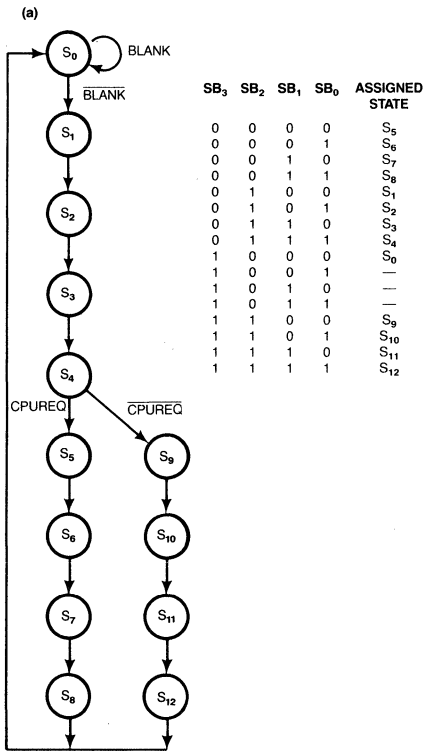 (a)
S0
BLANK
B̅L̅A̅N̅K̅
S1
S2
S3
S4
CPUREQ
C̅P̅U̅R̅E̅Q̅
S5
S9
S6
S10
S7
S11
S8
S12
SB3 SB2 SB1 SB0 ASSIGNED STATE
0 0 0 0 S5
0 0 0 1 S6
0 0 1 0 S7
0 0 1 1 S8
0 1 0 0 S1
0 1 0 1 S2
0 1 1 0 S3
0 1 1 1 S4
1 0 0 0 S0
1 0 0 1 —
1 0 1 0 —
1 0 1 1 —
1 1 0 0 S9
1 1 0 1 S10
1 1 1 0 S11
1 1 1 1 S12